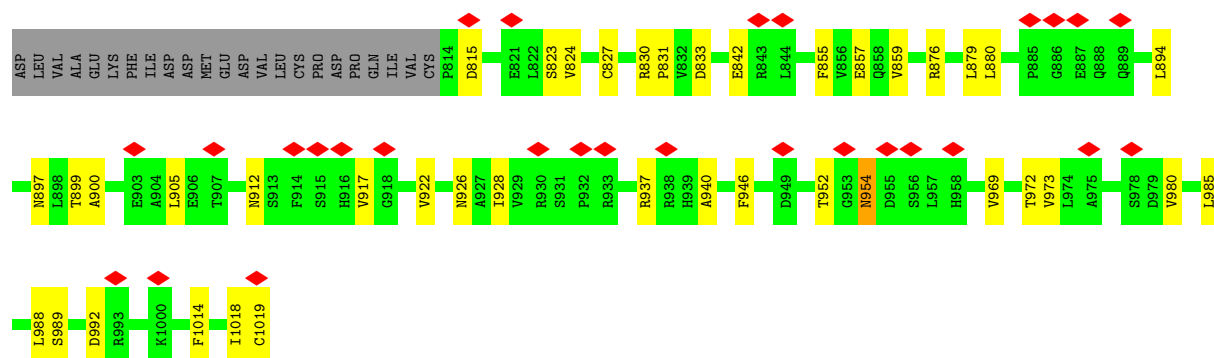 ASP LEU VAL ALA GLU LYS PHE ILE ASP ASP MET GLU ASP VAL LEU CYS PRO ASP PRO GLN ILE VAL CYS P814 D815 E821 L822 S823 V824 C827 R830 P831 V832 D833 E842 R843 L844 F855 V856 E857 Q858 V859 R876 L879 L880 P885 G886 E887 Q888 Q889 L894
N897 L898 T899 A900 E903 A904 L905 E906 T907 N912 S913 F914 S915 H916 V917 G918 V922 N926 A927 I928 V929 R930 S931 P932 R933 R937 R938 H939 A940 F946 D949 T952 G953 N954 D955 S956 L957 H958 V969 T972 V973 L974 A975 S978 D979 V980 L985
L988 S989 D992 R993 K1000 F1014 I1018 C1019